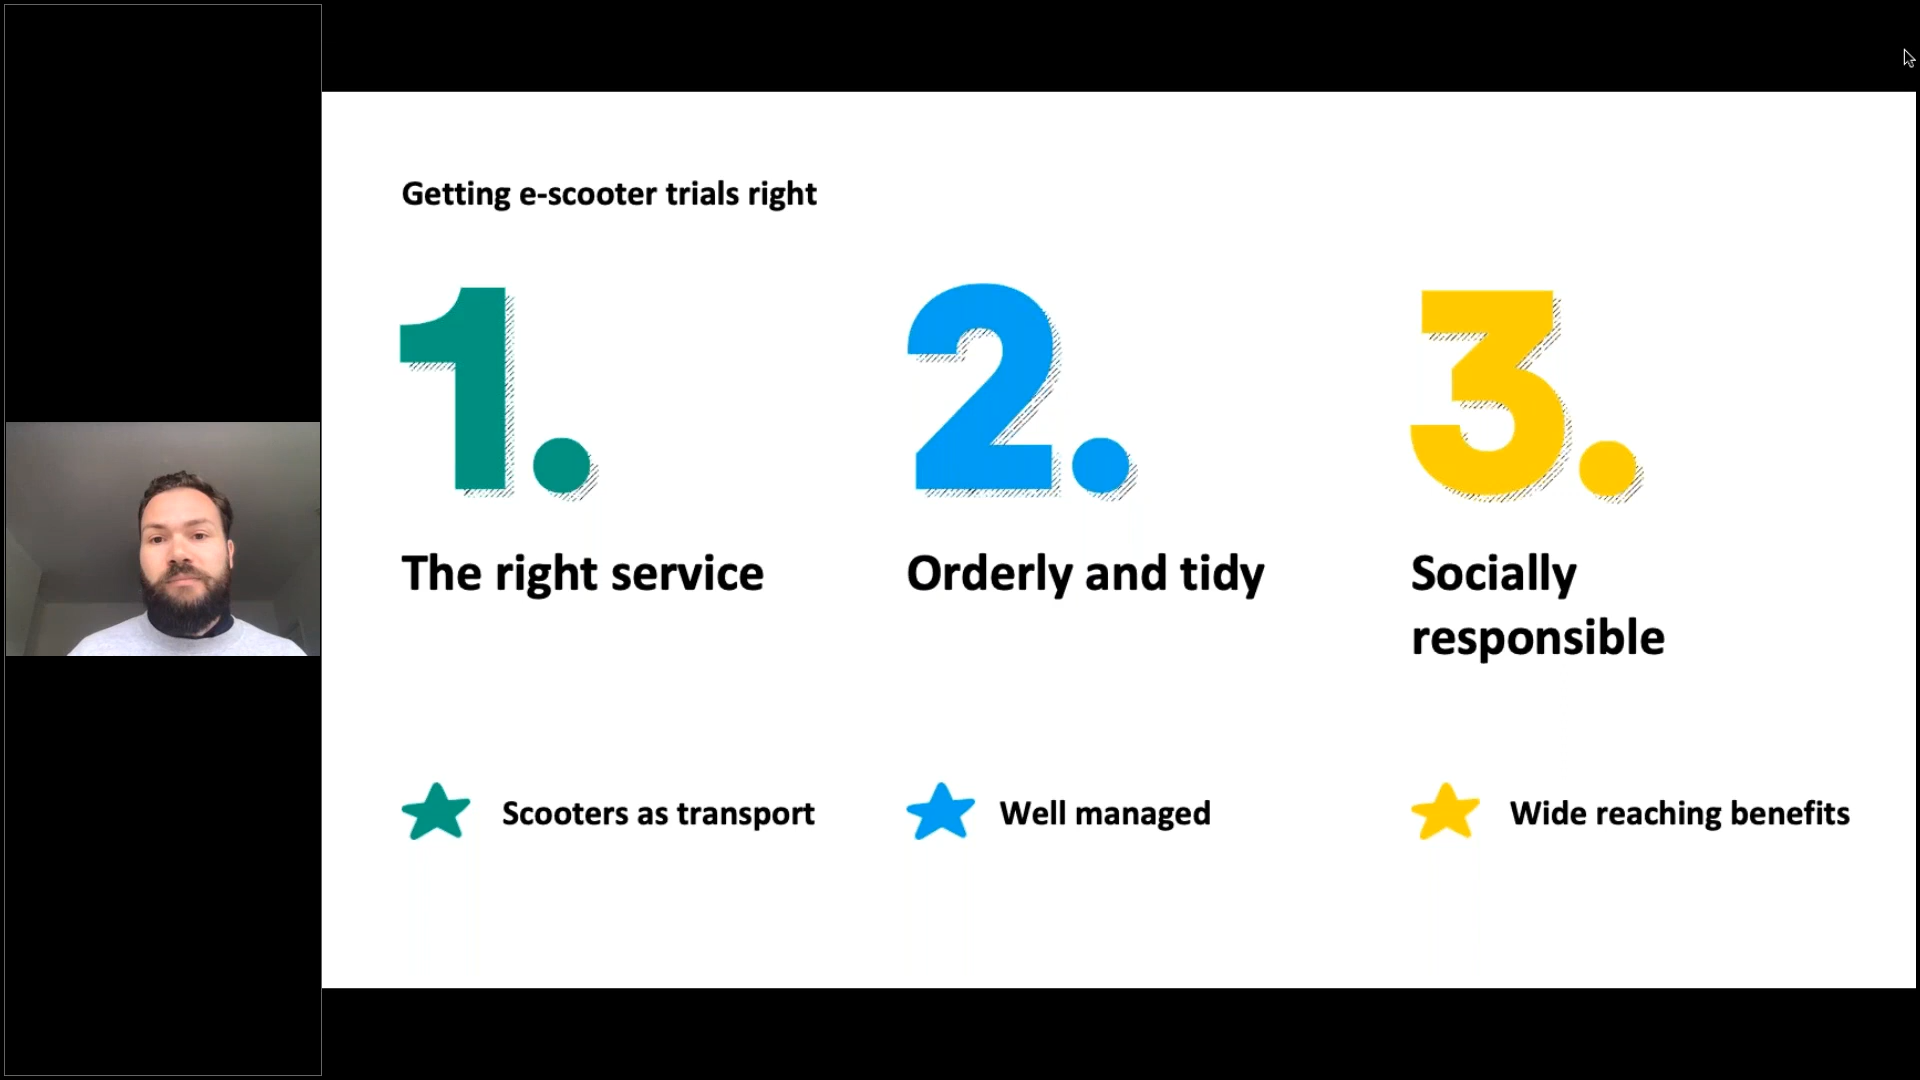 Getting e-scooter trials right
1.
2.
3.
The right service
Orderly and tidy
Socially
responsible
Scooters as transport
Well managed
Wide reaching benefits